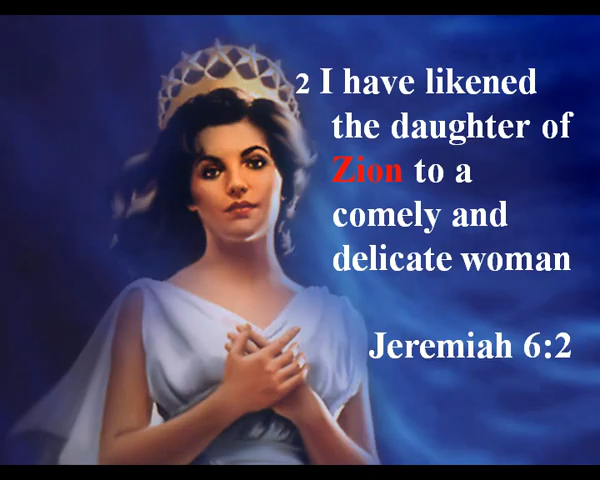 2 I have likened
the daughter of
Zion to a
comely and
delicate woman
Jeremiah 6:2